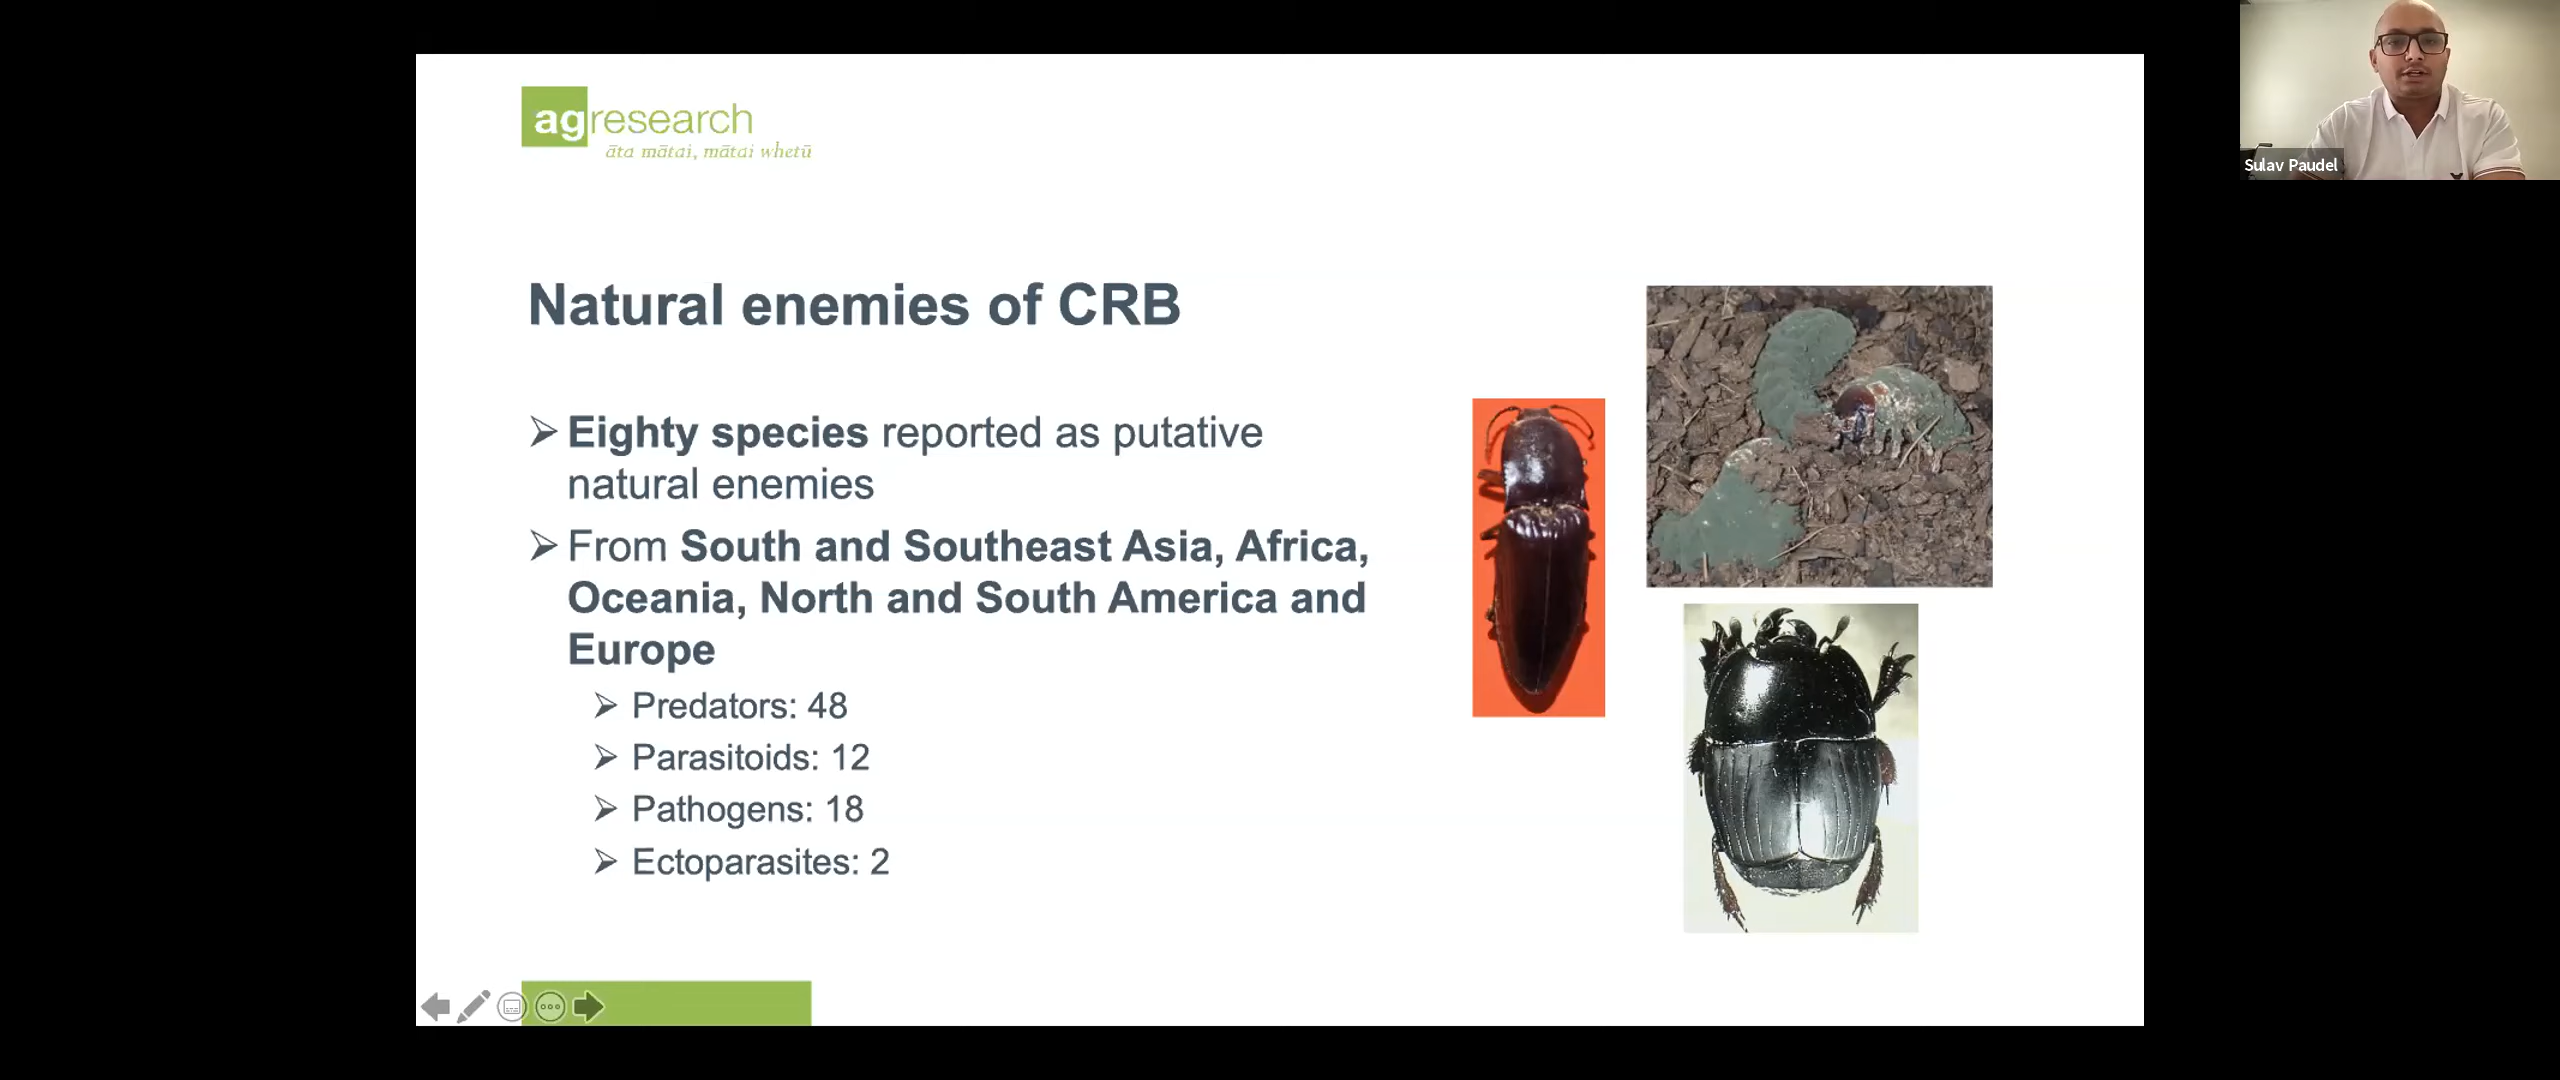 agresearch
āta mātai, mātai whetū
Sulav Paudel
Natural enemies of CRB
Eighty species reported as putative
natural enemies
From South and Southeast Asia, Africa,
Oceania, North and South America and
Europe
Predators: 48
Parasitoids: 12
Pathogens: 18
Ectoparasites: 2